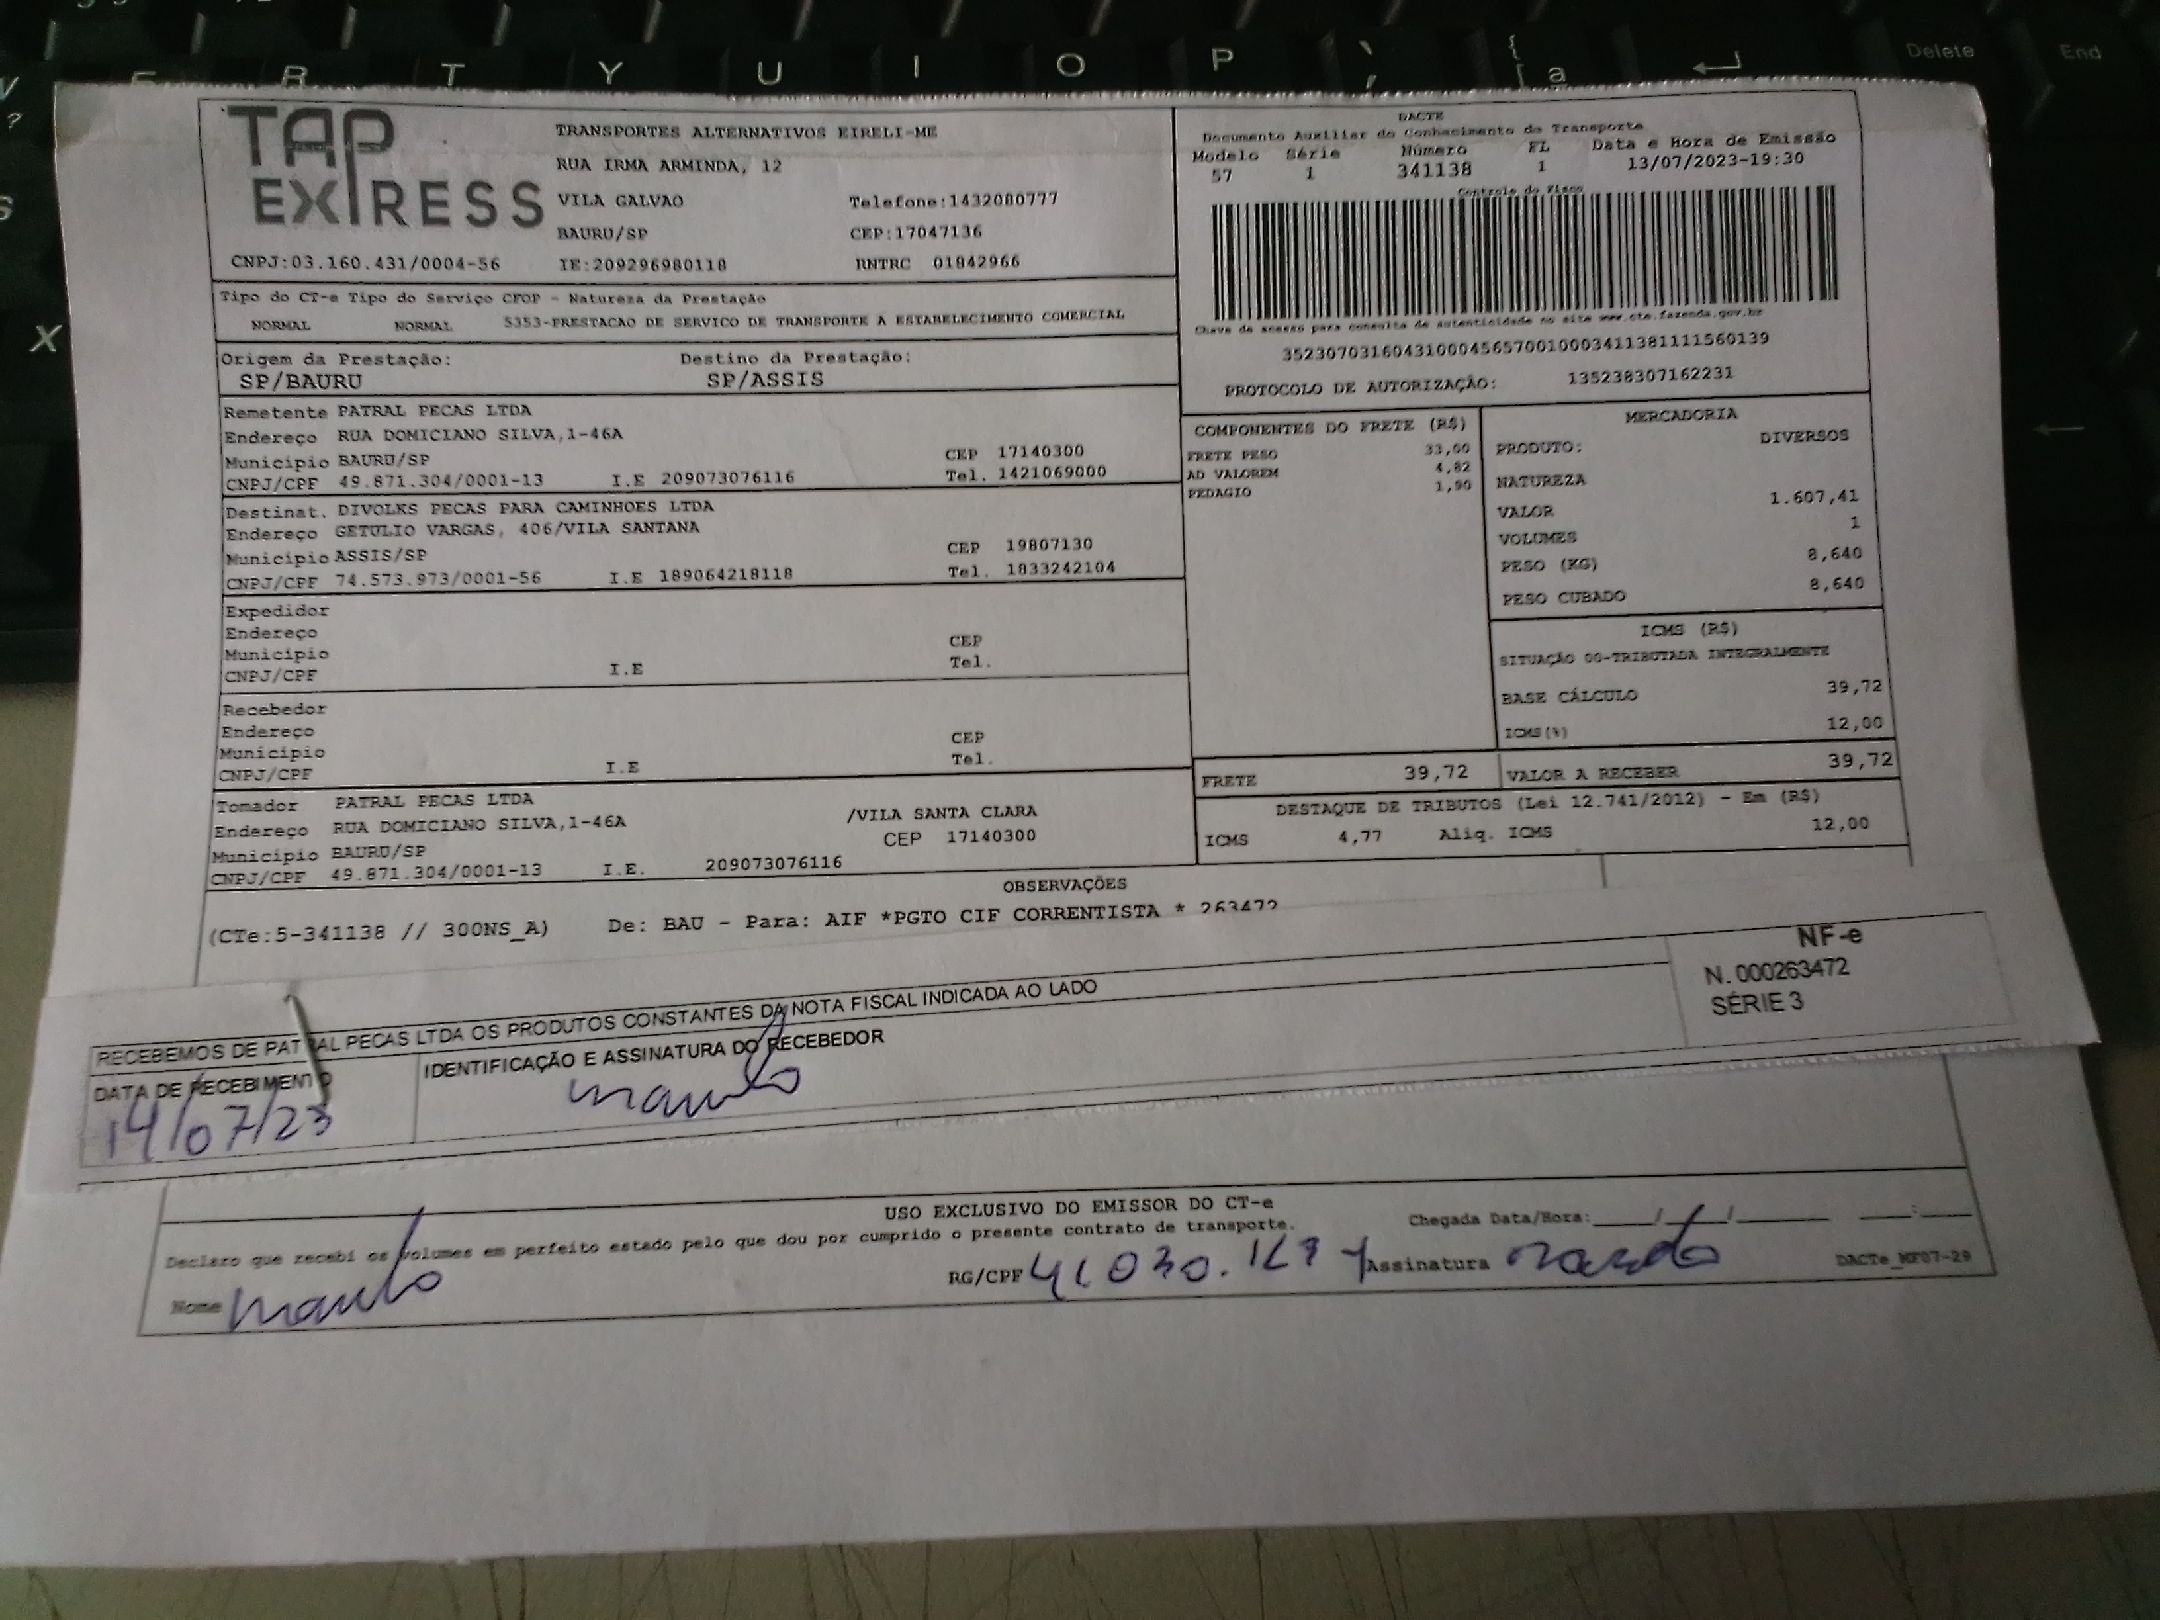 R T Y U I O P
Delete
End
X
TAP EXPRESS
TRANSPORTES ALTERNATIVOS EIRELI-ME
RUA IRMA ARMINDA, 12
VILA GALVAO Telefone:1432080777
BAURU/SP CEP:17047136
CNPJ:03.160.431/0004-56 IE:209296980118 RNTRC 01842966
DACTE
Documento Auxiliar do Conhecimento de Transporte
Modelo Série Número FL Data e Hora de Emissão
57 1 341138 1 13/07/2023-19:30
Controle do Fisco
Chave de acesso para consulta de autenticidade no site www.cte.fazenda.gov.br
35230703160431000456570010003411381111560139
PROTOCOLO DE AUTORIZAÇÃO: 135238307162231
Tipo do CT-e Tipo do Serviço CFOP - Natureza da Prestação
NORMAL NORMAL 5353-PRESTACAO DE SERVICO DE TRANSPORTE A ESTABELECIMENTO COMERCIAL
Origem da Prestação: Destino da Prestação:
SP/BAURU SP/ASSIS
Remetente PATRAL PECAS LTDA
Endereço RUA DOMICIANO SILVA,1-46A
Município BAURU/SP CEP 17140300
CNPJ/CPF 49.871.304/0001-13 I.E 209073076116 Tel. 1421069000
Destinat. DIVOLKS PECAS PARA CAMINHOES LTDA
Endereço GETULIO VARGAS, 406/VILA SANTANA
Município ASSIS/SP CEP 19807130
CNPJ/CPF 74.573.973/0001-56 I.E 189064218118 Tel. 1833242104
Expedidor
Endereço
Município CEP
CNPJ/CPF I.E Tel.
Recebedor
Endereço
Município CEP
CNPJ/CPF I.E Tel.
Tomador PATRAL PECAS LTDA
Endereço RUA DOMICIANO SILVA,1-46A /VILA SANTA CLARA
Município BAURU/SP CEP 17140300
CNPJ/CPF 49.871.304/0001-13 I.E. 209073076116
COMPONENTES DO FRETE (R$)
FRETE PESO 33,00
AD VALOREM 4,82
PEDAGIO 1,90
MERCADORIA
PRODUTO: DIVERSOS
NATUREZA
VALOR 1.607,41
VOLUMES 1
PESO (KG) 8,640
PESO CUBADO 8,640
ICMS (R$)
SITUAÇÃO 00-TRIBUTADA INTEGRALMENTE
BASE CÁLCULO 39,72
ICMS(%) 12,00
FRETE 39,72 VALOR A RECEBER 39,72
DESTAQUE DE TRIBUTOS (Lei 12.741/2012) - Em (R$)
ICMS 4,77 Aliq. ICMS 12,00
OBSERVAÇÕES
(CTe:5-341138 // 300NS_A) De: BAU - Para: AIF *PGTO CIF CORRENTISTA * 263472
RECEBEMOS DE PATRAL PECAS LTDA OS PRODUTOS CONSTANTES DA NOTA FISCAL INDICADA AO LADO
NF-e
N. 000263472
SÉRIE 3
DATA DE RECEBIMENTO IDENTIFICAÇÃO E ASSINATURA DO RECEBEDOR
14/07/23
USO EXCLUSIVO DO EMISSOR DO CT-e
Declaro que recebi os volumes em perfeito estado pelo que dou por cumprido o presente contrato de transporte. Chegada Data/Hora:____/____/______ ___:___
Nome RG/CPF Assinatura DACTe_MF07-29